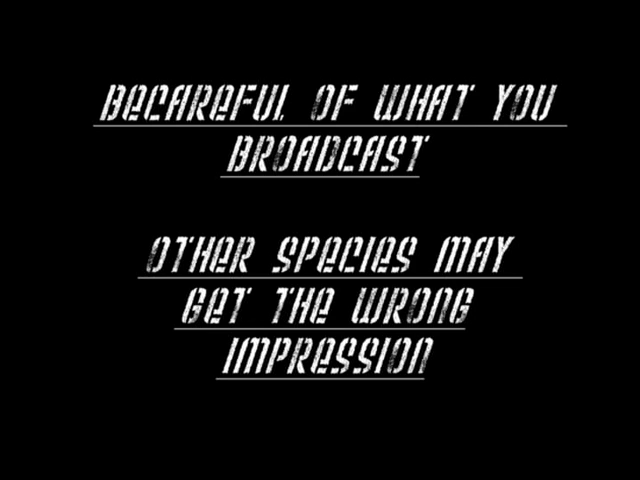 BECAREFUL OF WHAT YOU
BROADCAST
OTHER SPECIES MAY
GET THE WRONG
IMPRESSION